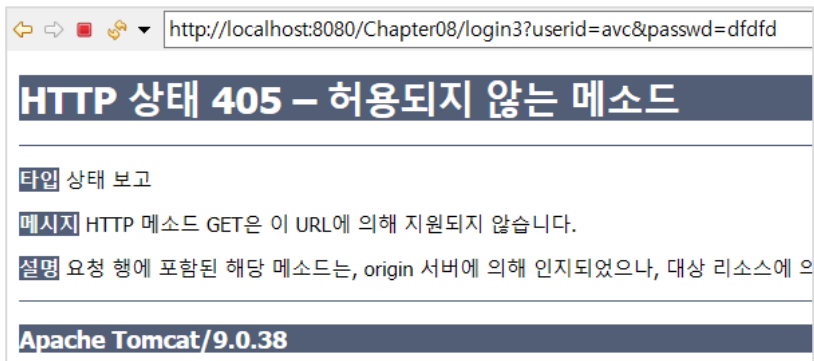 http://localhost:8080/Chapter08/login3?userid=avc&passwd=dfdfd
HTTP 상태 405 – 허용되지 않는 메소드
타입 상태 보고
메시지 HTTP 메소드 GET은 이 URL에 의해 지원되지 않습니다.
설명 요청 행에 포함된 해당 메소드는, origin 서버에 의해 인지되었으나, 대상 리소스에 의
Apache Tomcat/9.0.38